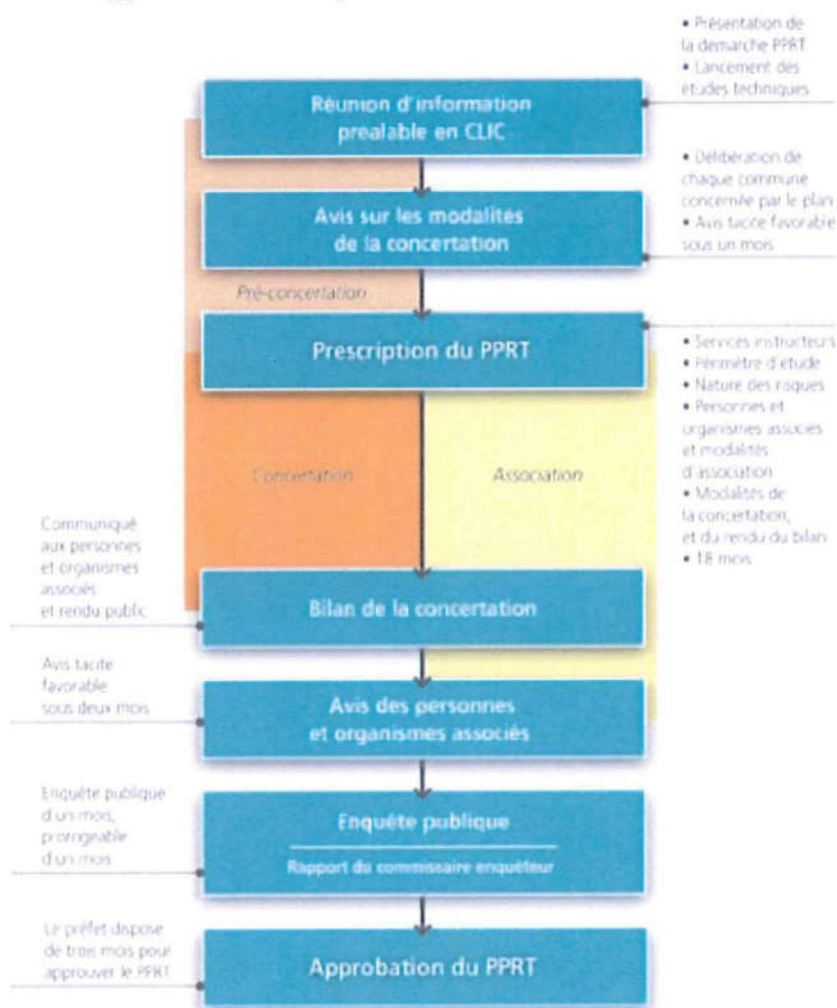 Réunion d'information
préalable en CLIC
• Présentation de
la démarche PPRT
• Lancement des
études techniques
Avis sur les modalités
de la concertation
• Délibération de
chaque commune
concernée par le plan
• Avis tacite favorable
sous un mois
Pré-concertation
Prescription du PPRT
• Services instructeurs
• Périmètre d'étude
• Nature des risques
• Personnes et
organismes associés
et modalités
d'association
• Modalités de
la concertation,
et du rendu du bilan
• 18 mois
Concertation
Association
Communiqué
aux personnes
et organismes
associés
et rendu public
Bilan de la concertation
Avis tacite
favorable
sous deux mois
Avis des personnes
et organismes associés
Enquête publique
d'un mois,
prorogeable
d'un mois
Enquête publique
Rapport du commissaire enquêteur
Le préfet dispose
de trois mois pour
approuver le PPRT
Approbation du PPRT